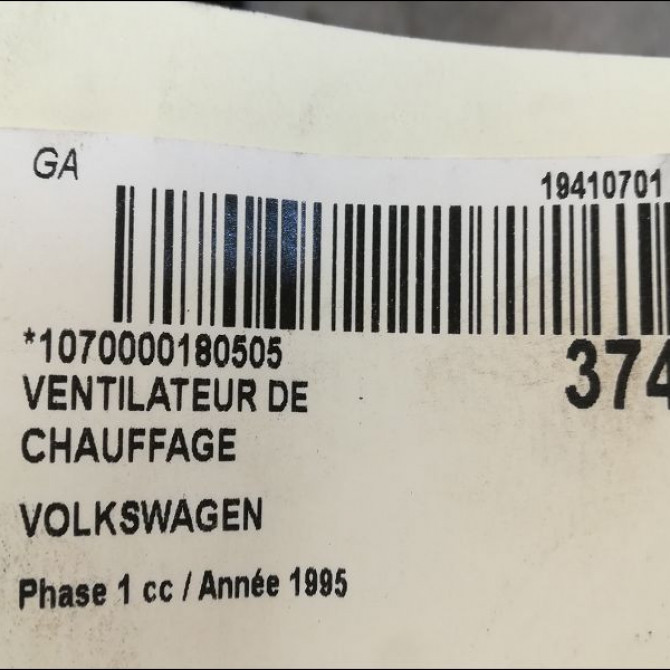 GA
19410701
*1070000180505
374
VENTILATEUR DE
CHAUFFAGE
VOLKSWAGEN
Phase 1 cc / Année 1995